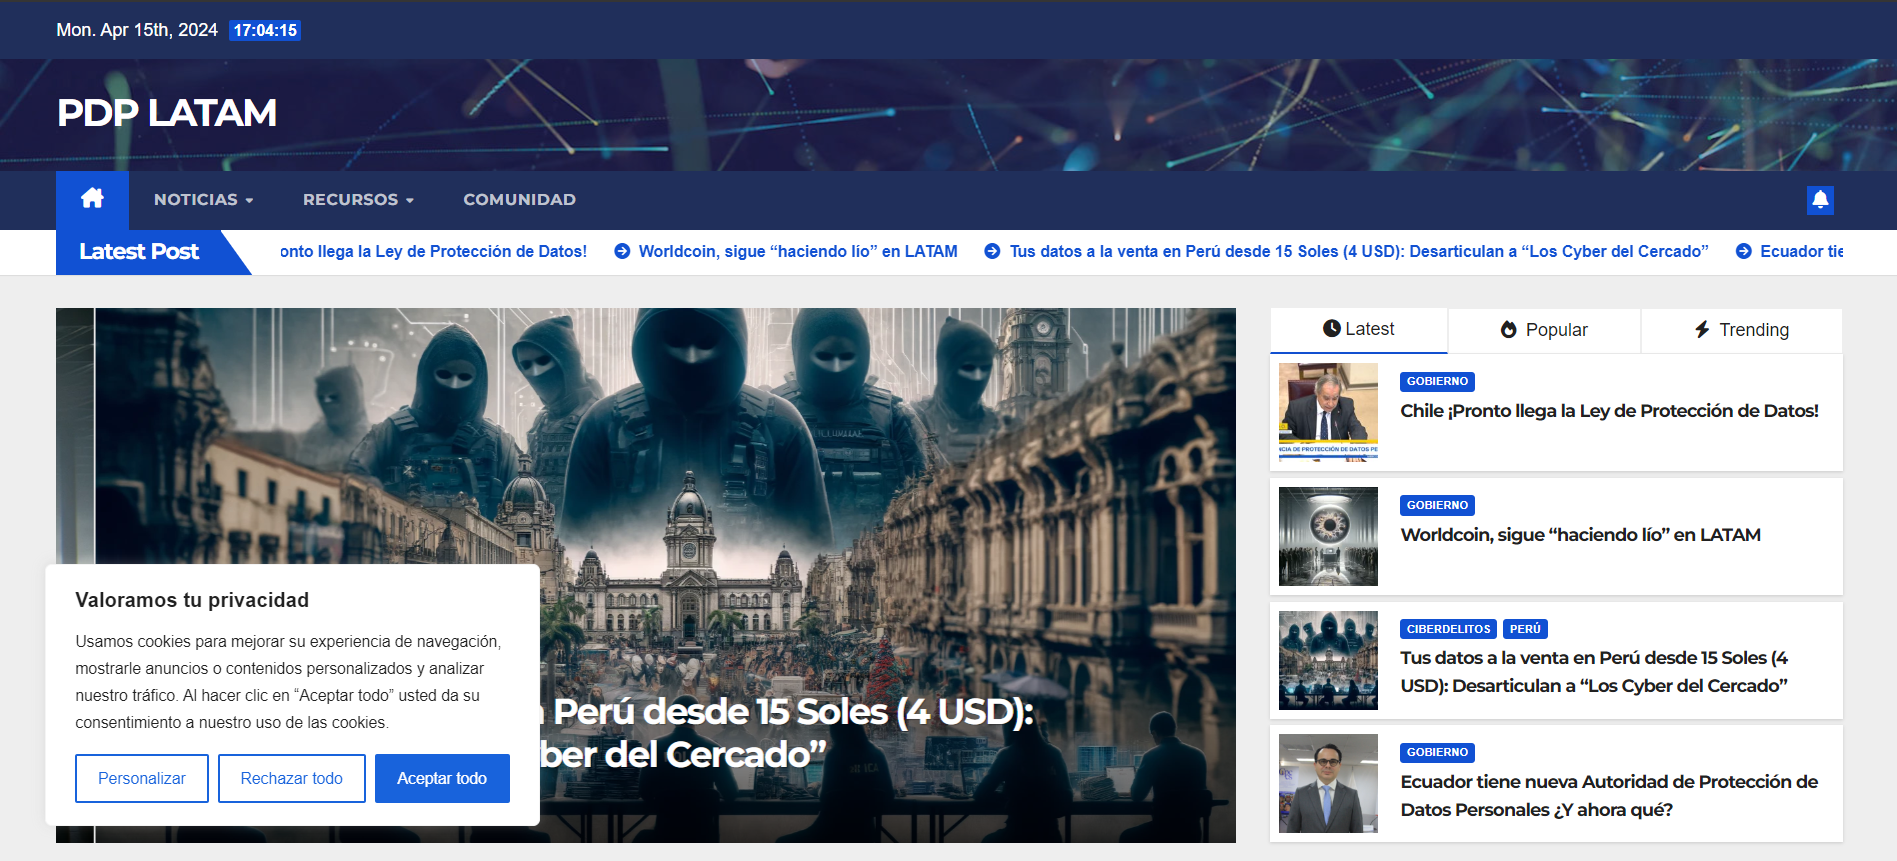 Mon. Apr 15th, 2024 17:04:15
PDP LATAM
NOTICIAS RECURSOS COMUNIDAD
Latest Post
onto llega la Ley de Protección de Datos! Worldcoin, sigue “haciendo lío” en LATAM Tus datos a la venta en Perú desde 15 Soles (4 USD): Desarticulan a “Los Cyber del Cercado” Ecuador tie
Latest Popular Trending
GOBIERNO
Chile ¡Pronto llega la Ley de Protección de Datos!
NCIA DE PROTECCIÓN DE DATOS PE
GOBIERNO
Worldcoin, sigue “haciendo lío” en LATAM
CIBERDELITOS PERÚ
Tus datos a la venta en Perú desde 15 Soles (4
USD): Desarticulan a “Los Cyber del Cercado”
GOBIERNO
Ecuador tiene nueva Autoridad de Protección de
Datos Personales ¿Y ahora qué?
Perú desde 15 Soles (4 USD):
ber del Cercado”
Valoramos tu privacidad
Usamos cookies para mejorar su experiencia de navegación,
mostrarle anuncios o contenidos personalizados y analizar
nuestro tráfico. Al hacer clic en “Aceptar todo” usted da su
consentimiento a nuestro uso de las cookies.
Personalizar Rechazar todo Aceptar todo